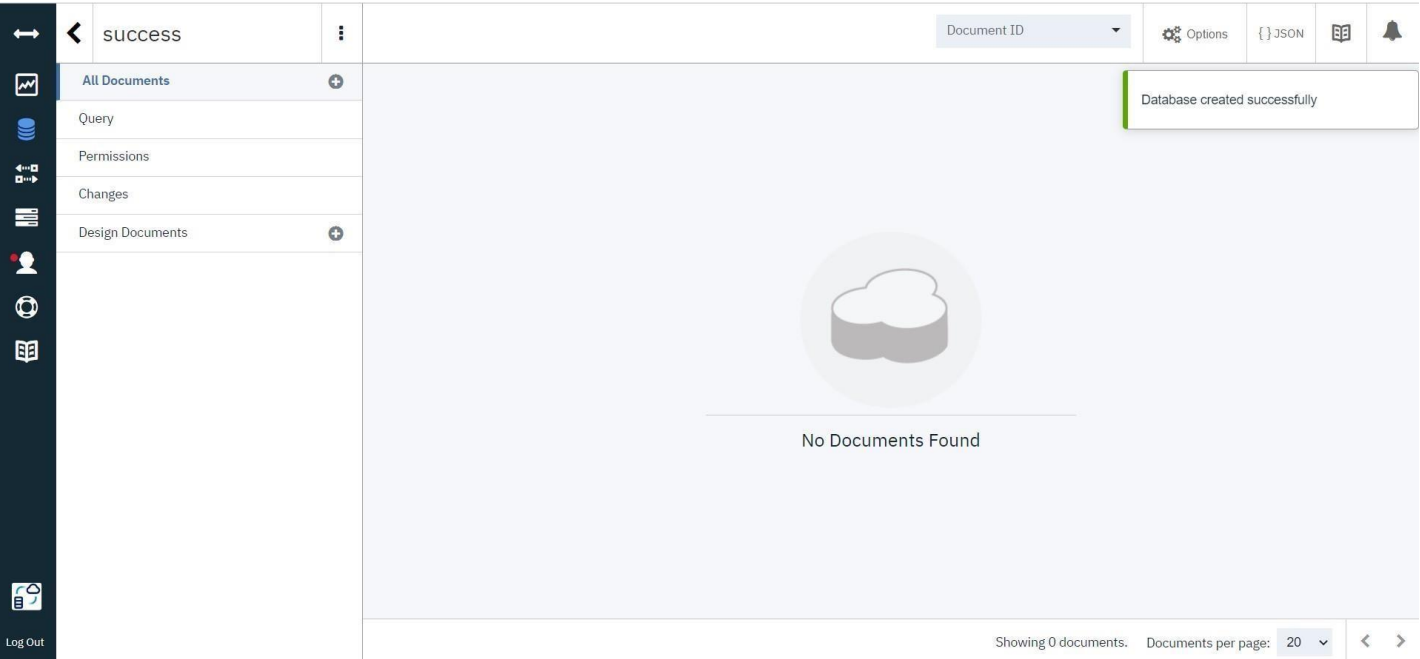 success
Document ID
Options
{ } JSON
All Documents
Database created successfully
Query
Permissions
Changes
Design Documents
No Documents Found
Log Out
Showing 0 documents. Documents per page: 20